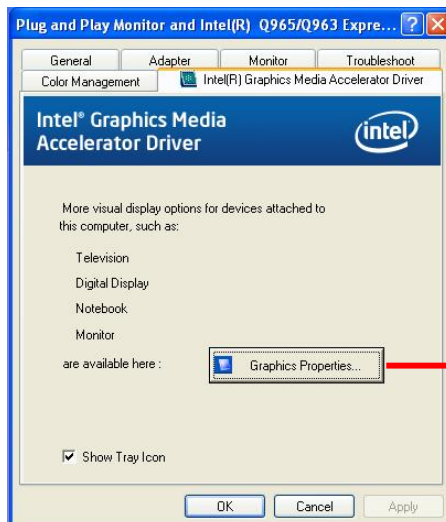 Plug and Play Monitor and Intel(R) Q965/Q963 Expre...
General Adapter Monitor Troubleshoot
Color Management Intel(R) Graphics Media Accelerator Driver
Intel® Graphics Media
Accelerator Driver
intel
More visual display options for devices attached to
this computer, such as:
Television
Digital Display
Notebook
Monitor
are available here : Graphics Properties...
Show Tray Icon
OK Cancel Apply